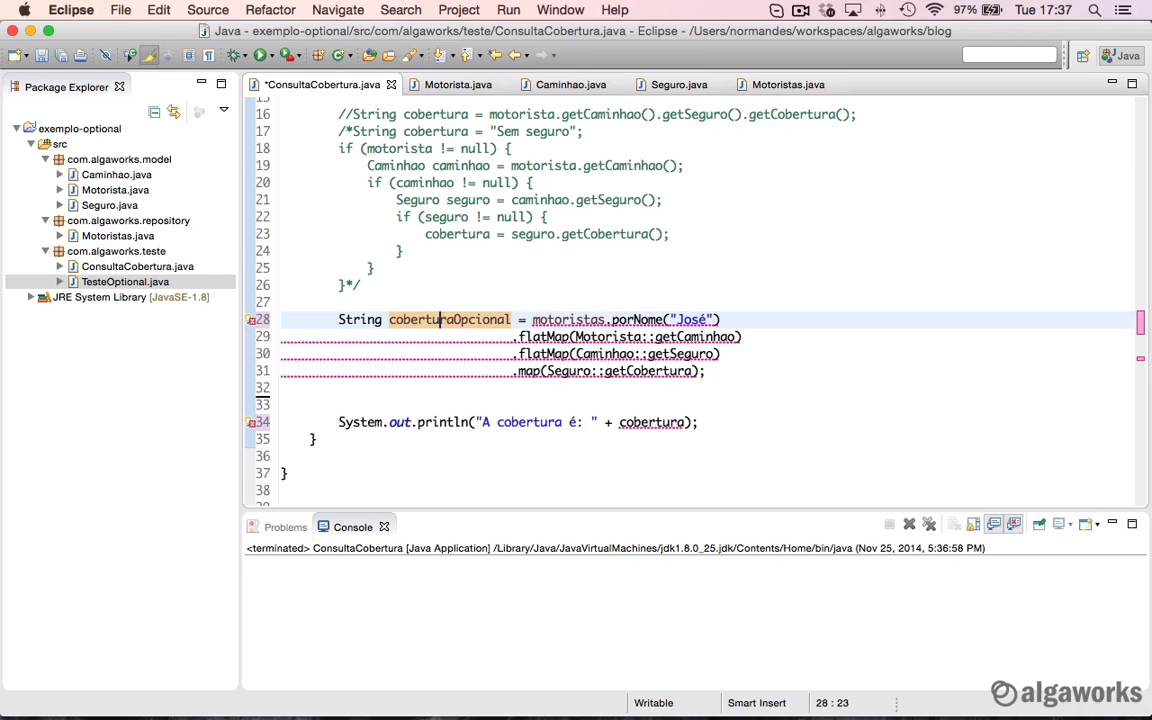 Eclipse File Edit Source Refactor Navigate Search Project Run Window Help 97% Tue 17:37
Java - exemplo-optional/src/com/algaworks/teste/ConsultaCobertura.java - Eclipse - /Users/normandes/workspaces/algaworks/blog
Java
Package Explorer
*ConsultaCobertura.java Motorista.java Caminhao.java Seguro.java Motoristas.java
exemplo-optional
src
com.algaworks.model
Caminhao.java
Motorista.java
Seguro.java
com.algaworks.repository
Motoristas.java
com.algaworks.teste
ConsultaCobertura.java
TesteOptional.java
JRE System Library [JavaSE-1.8]
15
16 //String cobertura = motorista.getCaminhao().getSeguro().getCobertura();
17 /*String cobertura = "Sem seguro";
18 if (motorista != null) {
19 Caminhao caminhao = motorista.getCaminhao();
20 if (caminhao != null) {
21 Seguro seguro = caminhao.getSeguro();
22 if (seguro != null) {
23 cobertura = seguro.getCobertura();
24 }
25 }
26 }*/
27
28 String coberturaOpcional = motoristas.porNome("José")
29 .flatMap(Motorista::getCaminhao)
30 .flatMap(Caminhao::getSeguro)
31 .map(Seguro::getCobertura);
32
33
34 System.out.println("A cobertura é: " + cobertura);
35 }
36
37 }
38
Problems Console
<terminated> ConsultaCobertura [Java Application] /Library/Java/JavaVirtualMachines/jdk1.8.0_25.jdk/Contents/Home/bin/java (Nov 25, 2014, 5:36:58 PM)
Writable Smart Insert 28 : 23
algaworks